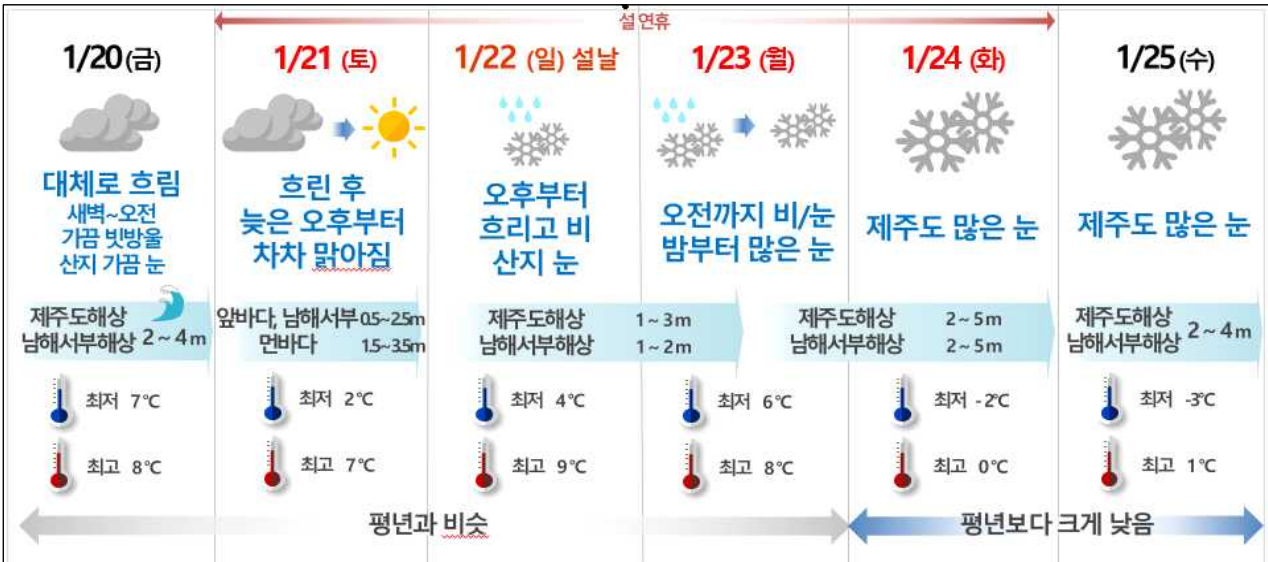 설 연휴
1/20(금)
1/21 (토)
1/22 (일) 설날
1/23 (월)
1/24 (화)
1/25(수)
대체로 흐림
새벽~오전
가끔 빗방울
산지 가끔 눈
흐린 후
늦은 오후부터
차차 맑아짐
오후부터
흐리고 비
산지 눈
오전까지 비/눈
밤부터 많은 눈
제주도 많은 눈
제주도 많은 눈
제주도해상
남해서부해상 2 ~ 4 m
앞바다, 남해서부 0.5~2.5m
먼바다 1.5~3.5m
제주도해상 1 ~ 3 m
남해서부해상 1 ~ 2 m
제주도해상 2 ~ 5 m
남해서부해상 2 ~ 5 m
제주도해상
남해서부해상 2 ~ 4 m
최저 7℃
최저 2℃
최저 4℃
최저 6℃
최저 -2℃
최저 -3℃
최고 8℃
최고 7℃
최고 9℃
최고 8℃
최고 0℃
최고 1℃
평년과 비슷
평년보다 크게 낮음